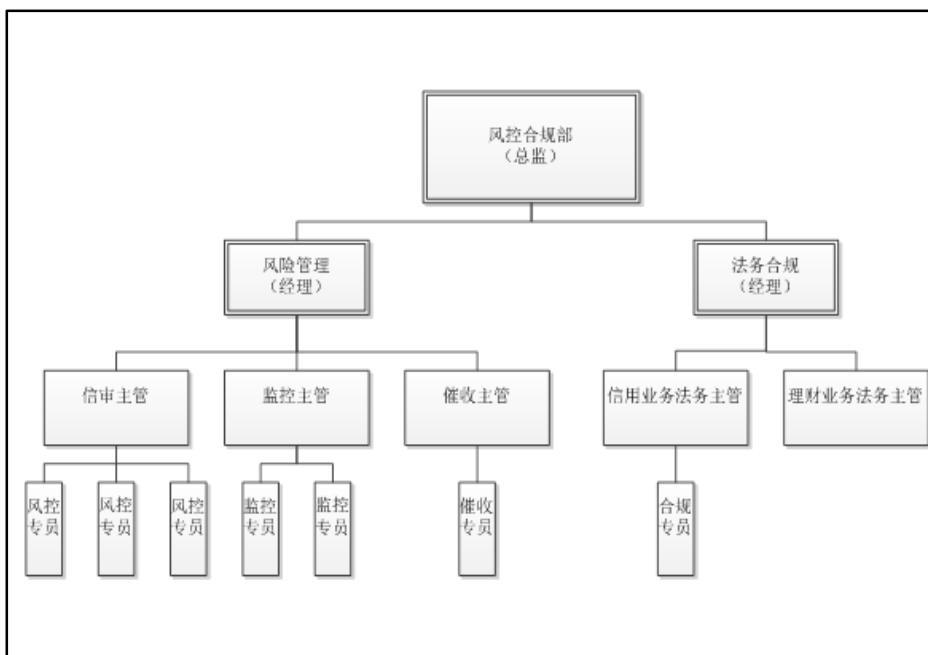 风控合规部
（总监）
风险管理
（经理）
法务合规
（经理）
信审主管
监控主管
催收主管
信用业务法务主管
理财业务法务主管
风控
专员
风控
专员
风控
专员
监控
专员
监控
专员
催收
专员
合规
专员